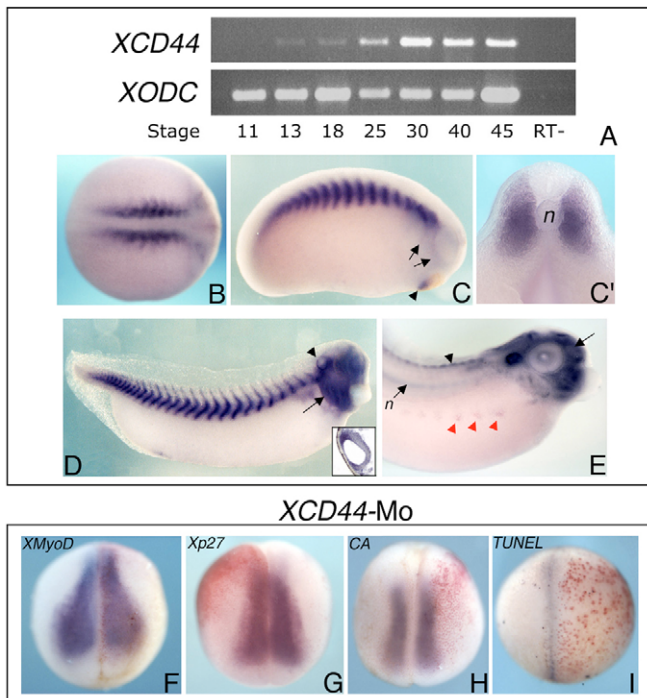 XCD44
XODC
Stage 11 13 18 25 30 40 45 RT-
A
B
C
n
C'
D
n
E
XCD44-Mo
XMyoD
Xp27
CA
TUNEL
F
G
H
I